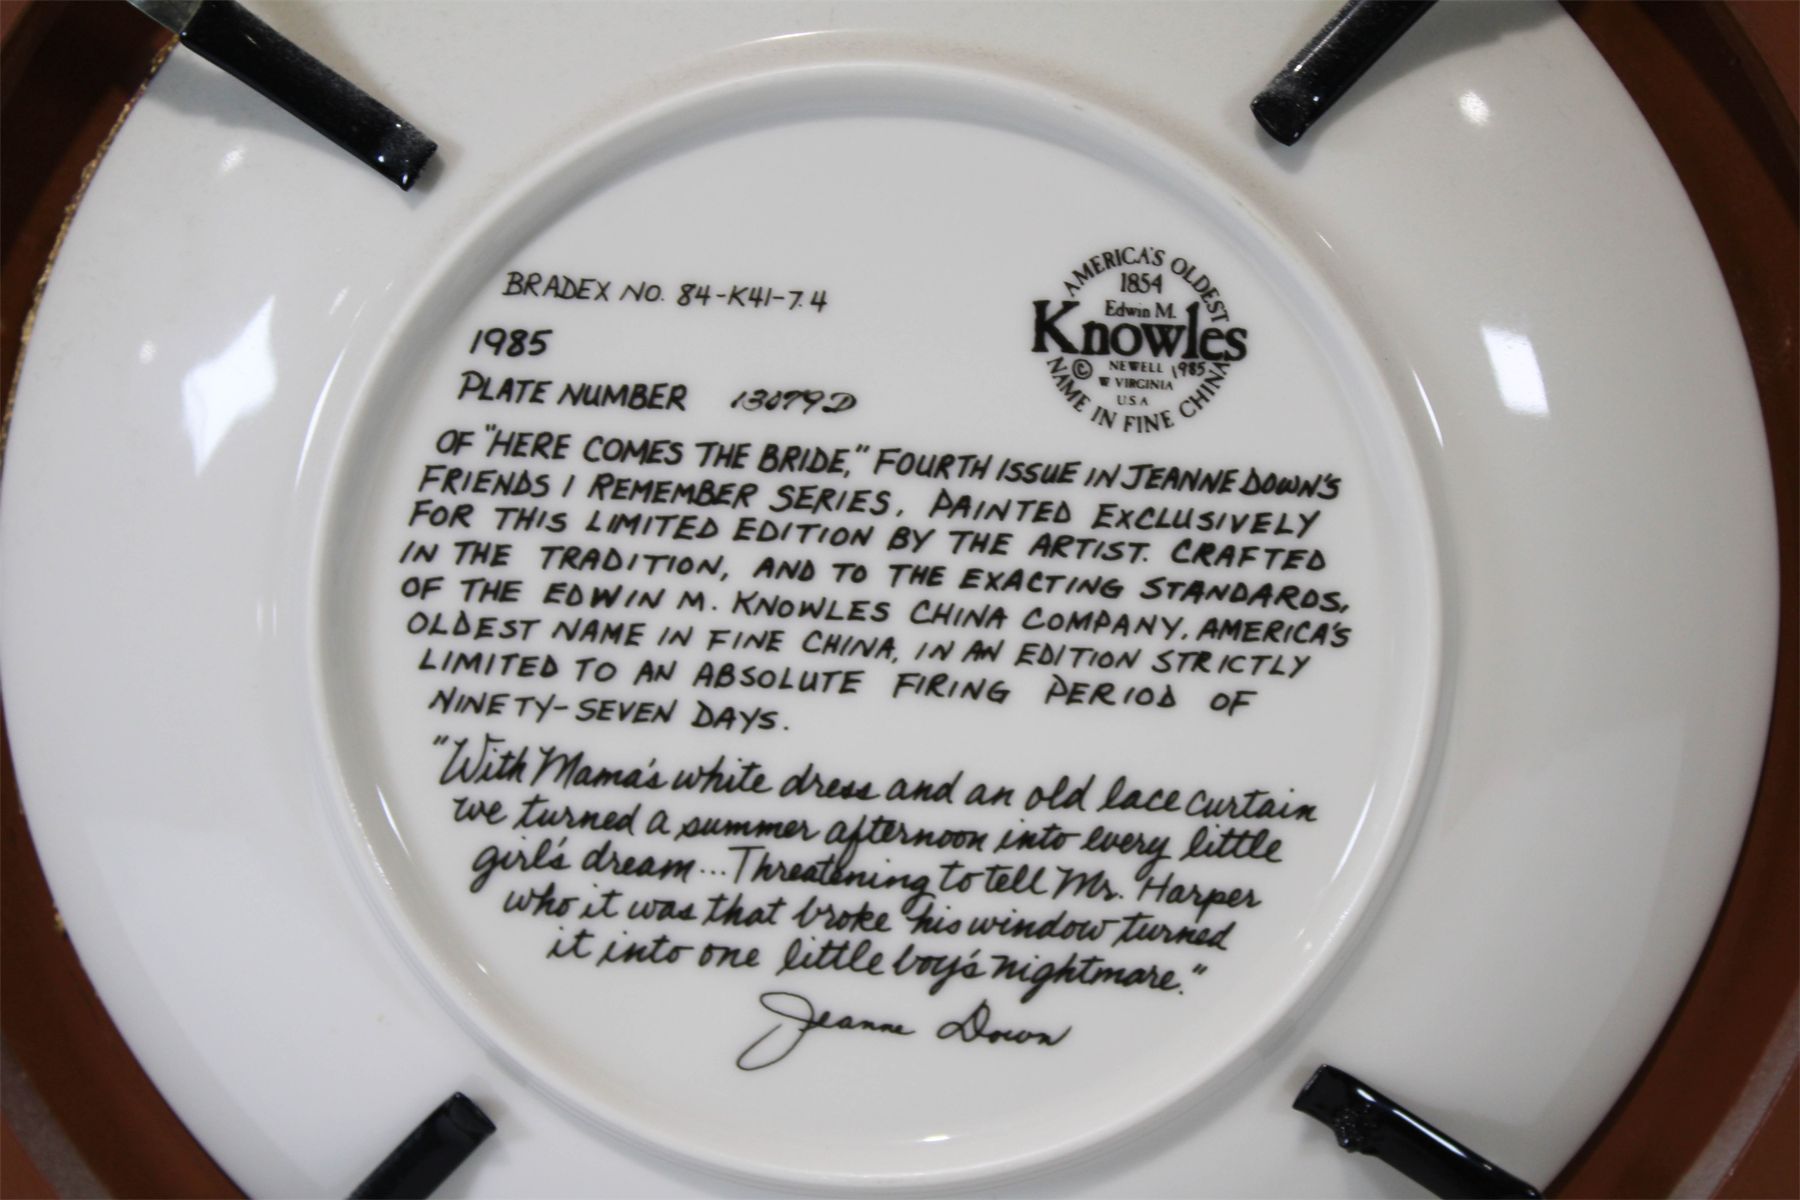 BRADEX NO. 84-K41-7.4
AMERICA'S OLDEST
1854
Edwin M.
Knowles
© NEWELL 1985
W VIRGINIA
U.S.A
NAME IN FINE CHINA
1985
PLATE NUMBER 13079D
OF "HERE COMES THE BRIDE," FOURTH ISSUE IN JEANNE DOWN'S
FRIENDS I REMEMBER SERIES. PAINTED EXCLUSIVELY
FOR THIS LIMITED EDITION BY THE ARTIST. CRAFTED
IN THE TRADITION, AND TO THE EXACTING STANDARDS,
OF THE EDWIN M. KNOWLES CHINA COMPANY, AMERICA'S
OLDEST NAME IN FINE CHINA, IN AN EDITION STRICTLY
LIMITED TO AN ABSOLUTE FIRING PERIOD OF
NINETY-SEVEN DAYS.
"With Mama's white dress and an old lace curtain
we turned a summer afternoon into every little
girl's dream...Threatening to tell Mr. Harper
who it was that broke his window turned
it into one little boy's nightmare."
Jeanne Down